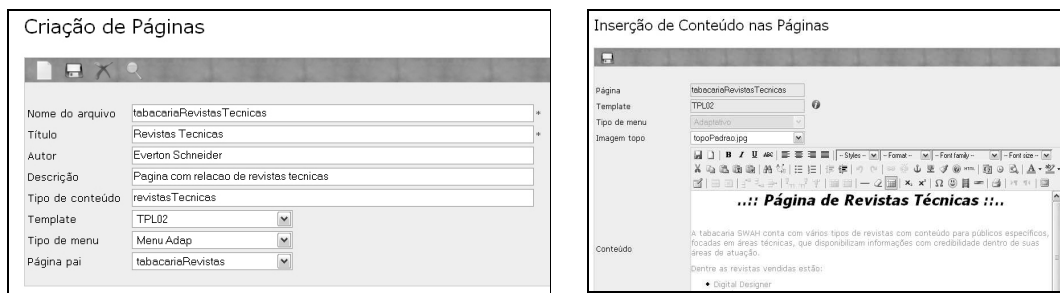 Criação de Páginas
Nome do arquivo tabacariaRevistasTecnicas *
Título Revistas Tecnicas *
Autor Everton Schneider
Descrição Pagina com relacao de revistas tecnicas
Tipo de conteúdo revistasTecnicas
Template TPL02
Tipo de menu Menu Adap
Página pai tabacariaRevistas
Inserção de Conteúdo nas Páginas
Página tabacariaRevistasTecnicas
Template TPL02
Tipo de menu Adaptativo
Imagem topo topoPadrao.jpg
B I U ABC -- Styles -- -- Format -- -- Font family -- -- Font size --
HTML
..:: Página de Revistas Técnicas ::..
Conteúdo
A tabacaria SWAH conta com vários tipos de revistas com conteúdo para públicos específicos,
focadas em áreas técnicas, que disponibilizam informações com credibilidade dentro de suas
áreas de atuação.
Dentre as revistas vendidas estão:
• Digital Designer